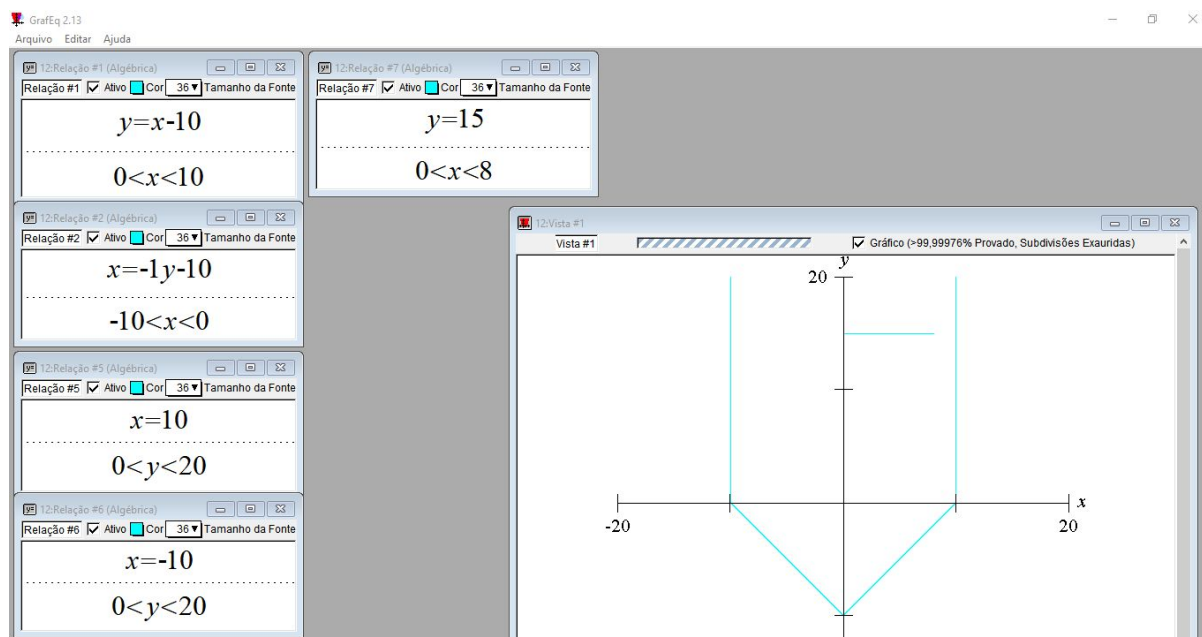 GrafEq 2.13
Arquivo Editar Ajuda
12:Relação #1 (Algébrica)
Relação #1 Ativo Cor 36 Tamanho da Fonte
y=x-10
0<x<10
12:Relação #2 (Algébrica)
Relação #2 Ativo Cor 36 Tamanho da Fonte
x=-1y-10
-10<x<0
12:Relação #5 (Algébrica)
Relação #5 Ativo Cor 36 Tamanho da Fonte
x=10
0<y<20
12:Relação #6 (Algébrica)
Relação #6 Ativo Cor 36 Tamanho da Fonte
x=-10
0<y<20
12:Relação #7 (Algébrica)
Relação #7 Ativo Cor 36 Tamanho da Fonte
y=15
0<x<8
12:Vista #1
Vista #1 Gráfico (>99,99976% Provado, Subdivisões Exauridas)
y
20
x
-20 20